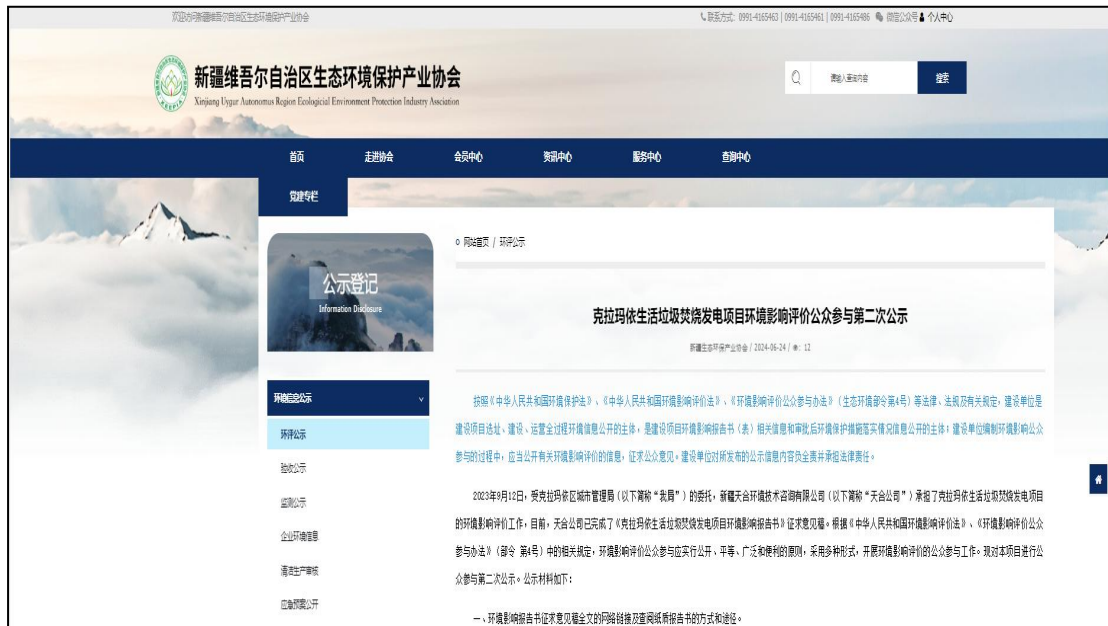 欢迎访问新疆维吾尔自治区生态环境保护产业协会
联系方式: 0991-4165463 | 0991-4165461 | 0991-4165486 微信公众号 个人中心
新疆维吾尔自治区生态环境保护产业协会
Xinjiang Uygur Autonomus Region Ecologicial Environment Protection Industry Assciation
XEEPIA
请输入查询内容
搜索
首页 走进协会 会员中心 资讯中心 服务中心 查询中心
党建专栏
公示登记
Information Disclosure
环境信息公示
环评公示
验收公示
监测公示
企业环境信息
清洁生产审核
应急预案公开
网站首页 / 环评公示
克拉玛依生活垃圾焚烧发电项目环境影响评价公众参与第二次公示
新疆生态环保产业协会 / 2024-06-24 / : 12
按照《中华人民共和国环境保护法》、《中华人民共和国环境影响评价法》、《环境影响评价公众参与办法》（生态环境部令第4号）等法律、法规及有关规定，建设单位是
建设项目选址、建设、运营全过程环境信息公开的主体，是建设项目环境影响报告书（表）相关信息和审批后环境保护措施落实情况信息公开的主体；建设单位编制环境影响公众
参与的过程中，应当公开有关环境影响评价的信息，征求公众意见。建设单位对所发布的公示信息内容负全责并承担法律责任。
2023年9月12日，受克拉玛依区城市管理局（以下简称“我局”）的委托，新疆天合环境技术咨询有限公司（以下简称“天合公司”）承担了克拉玛依生活垃圾焚烧发电项目
的环境影响评价工作，目前，天合公司已完成了《克拉玛依生活垃圾焚烧发电项目环境影响报告书》征求意见稿。根据《中华人民共和国环境影响评价法》、《环境影响评价公众
参与办法》（部令 第4号）中的相关规定，环境影响评价公众参与应实行公开、平等、广泛和便利的原则，采用多种形式，开展环境影响评价的公众参与工作。现对本项目进行公
众参与第二次公示。公示材料如下：
一、环境影响报告书征求意见稿全文的网络链接及查阅纸质报告书的方式和途径。